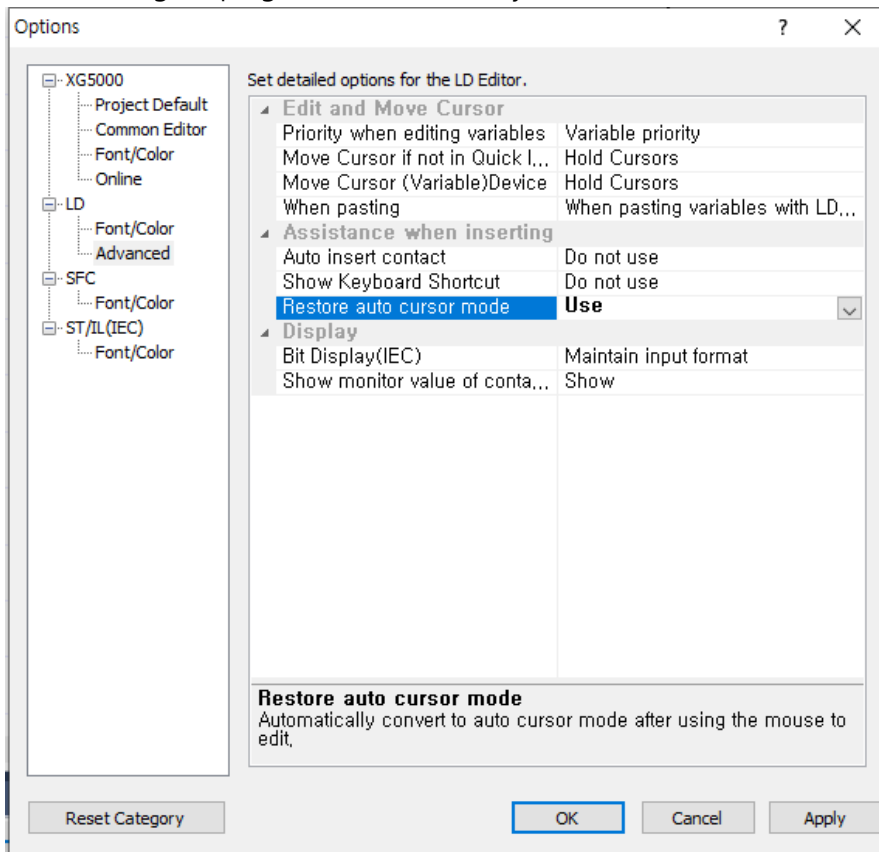 Options
? X
XG5000
Project Default
Common Editor
Font/Color
Online
LD
Font/Color
Advanced
SFC
Font/Color
ST/IL(IEC)
Font/Color
Set detailed options for the LD Editor.
Edit and Move Cursor
Priority when editing variables Variable priority
Move Cursor if not in Quick I... Hold Cursors
Move Cursor (Variable)Device Hold Cursors
When pasting When pasting variables with LD...
Assistance when inserting
Auto insert contact Do not use
Show Keyboard Shortcut Do not use
Restore auto cursor mode Use
Display
Bit Display(IEC) Maintain input format
Show monitor value of conta... Show
Restore auto cursor mode
Automatically convert to auto cursor mode after using the mouse to
edit.
Reset Category OK Cancel Apply